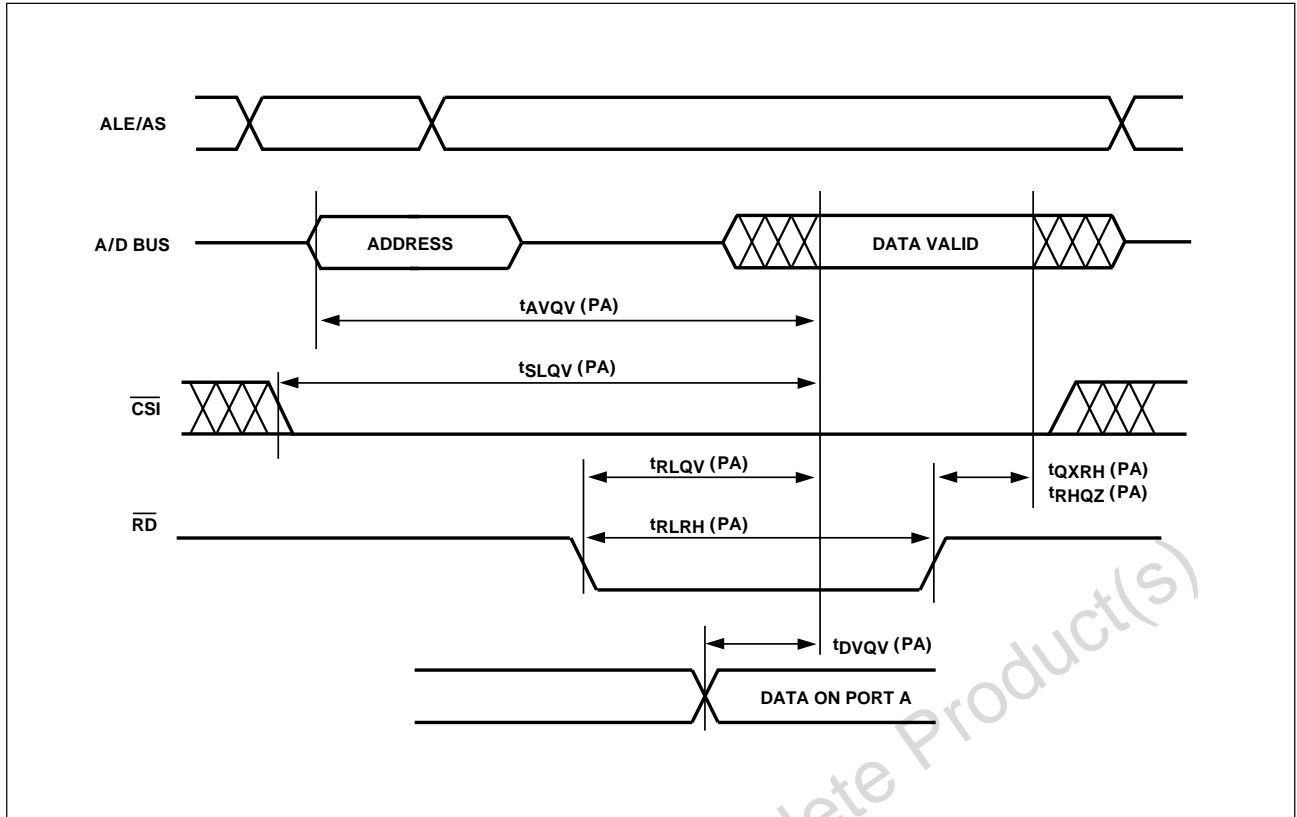 ALE/AS
A/D BUS
ADDRESS
DATA VALID
tAVQV (PA)
tSLQV (PA)
CSI
tRLQV (PA)
tQXRH (PA)
tRHQZ (PA)
RD
tRLRH (PA)
tDVQV (PA)
DATA ON PORT A
Product(s)